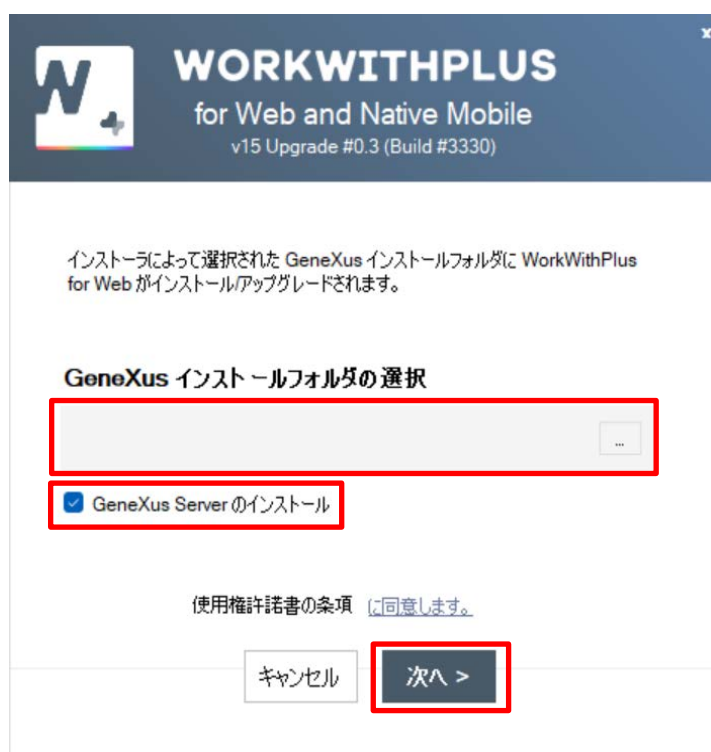 x
N+
WORKWITHPLUS
for Web and Native Mobile
v15 Upgrade #0.3 (Build #3330)
インストーラによって選択された GeneXus インストールフォルダに WorkWithPlus
for Web がインストール/アップグレードされます。
GeneXus インストールフォルダの選択
...
GeneXus Server のインストール
使用権許諾書の条項 に同意します。
キャンセル
次へ >